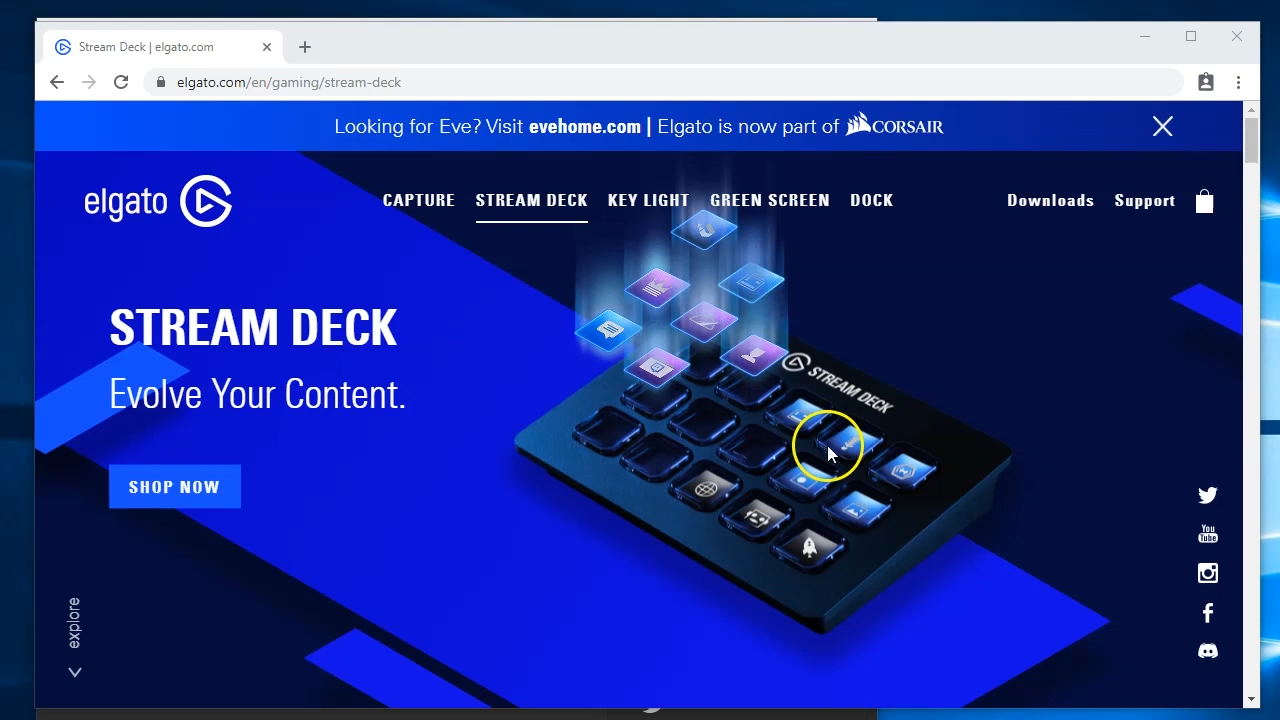 Stream Deck | elgato.com
elgato.com/en/gaming/stream-deck
Looking for Eve? Visit evehome.com | Elgato is now part of CORSAIR
elgato CAPTURE STREAM DECK KEY LIGHT GREEN SCREEN DOCK Downloads Support
STREAM DECK
Evolve Your Content.
STREAM DECK
SHOP NOW
You
Tube
explore